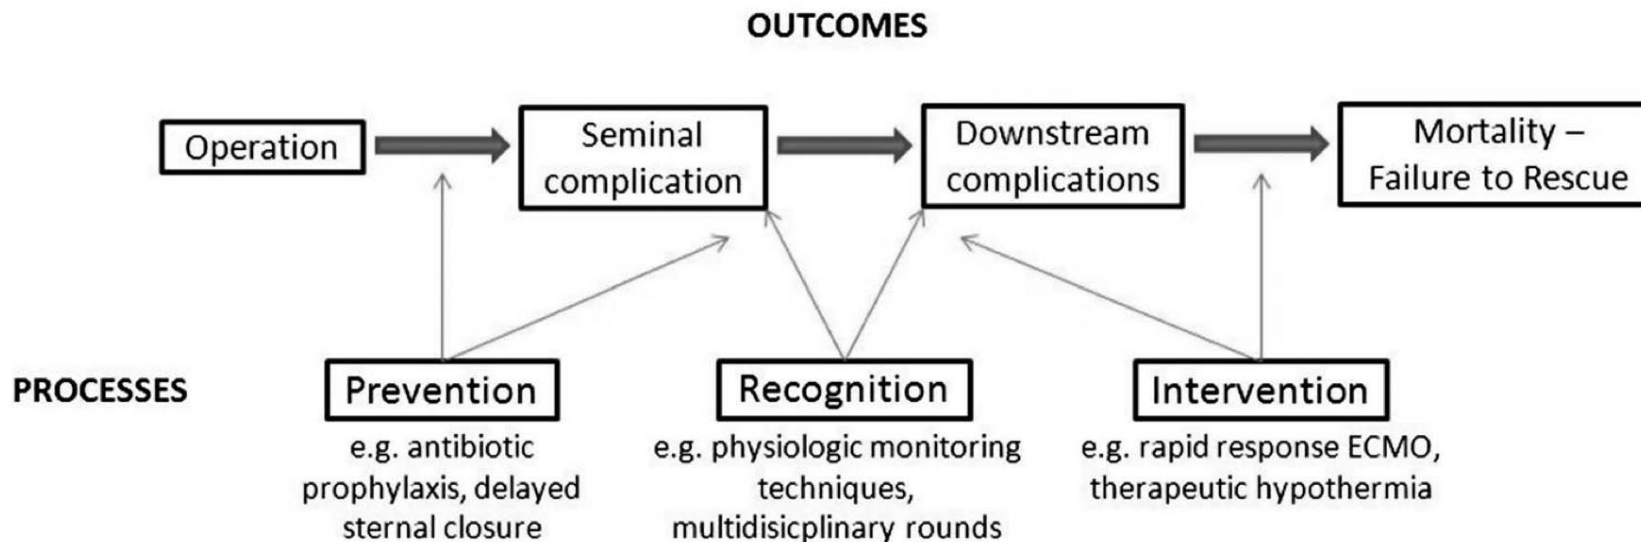 OUTCOMES
Operation
Seminal
complication
Downstream
complications
Mortality –
Failure to Rescue
PROCESSES
Prevention
e.g. antibiotic
prophylaxis, delayed
sternal closure
Recognition
e.g. physiologic monitoring
techniques,
multidisicplinary rounds
Intervention
e.g. rapid response ECMO,
therapeutic hypothermia